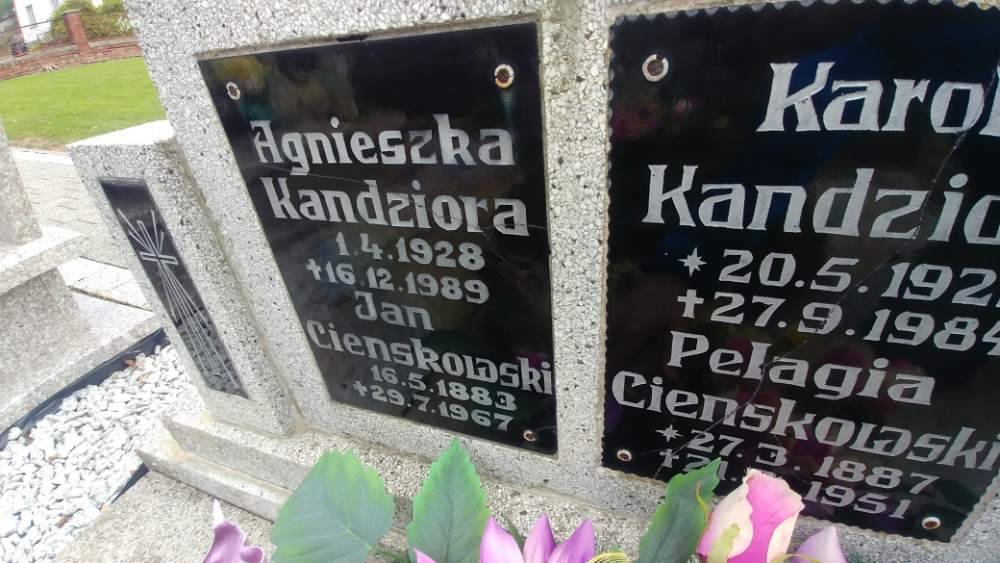 Agnieszka
Kandziora
1.4.1928
+16.12.1989
Jan
Cienskowski
16.5.1883
+29.7.1967
Kandzio
* 20.5.192
+27.9.1984
Pelagia
Cienskowski
* 27.3.1887
1951